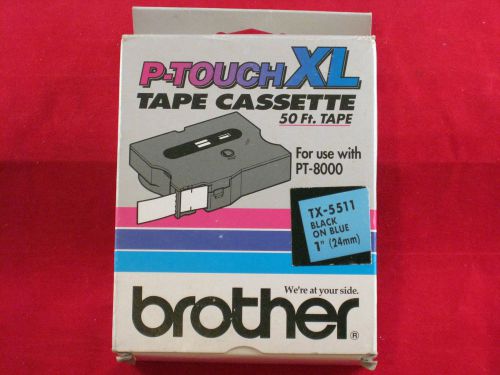 P-TOUCH XL
TAPE CASSETTE
50 Ft. TAPE
For use with
PT-8000
TX-5511
BLACK
ON BLUE
1" (24mm)
We're at your side.
brother®